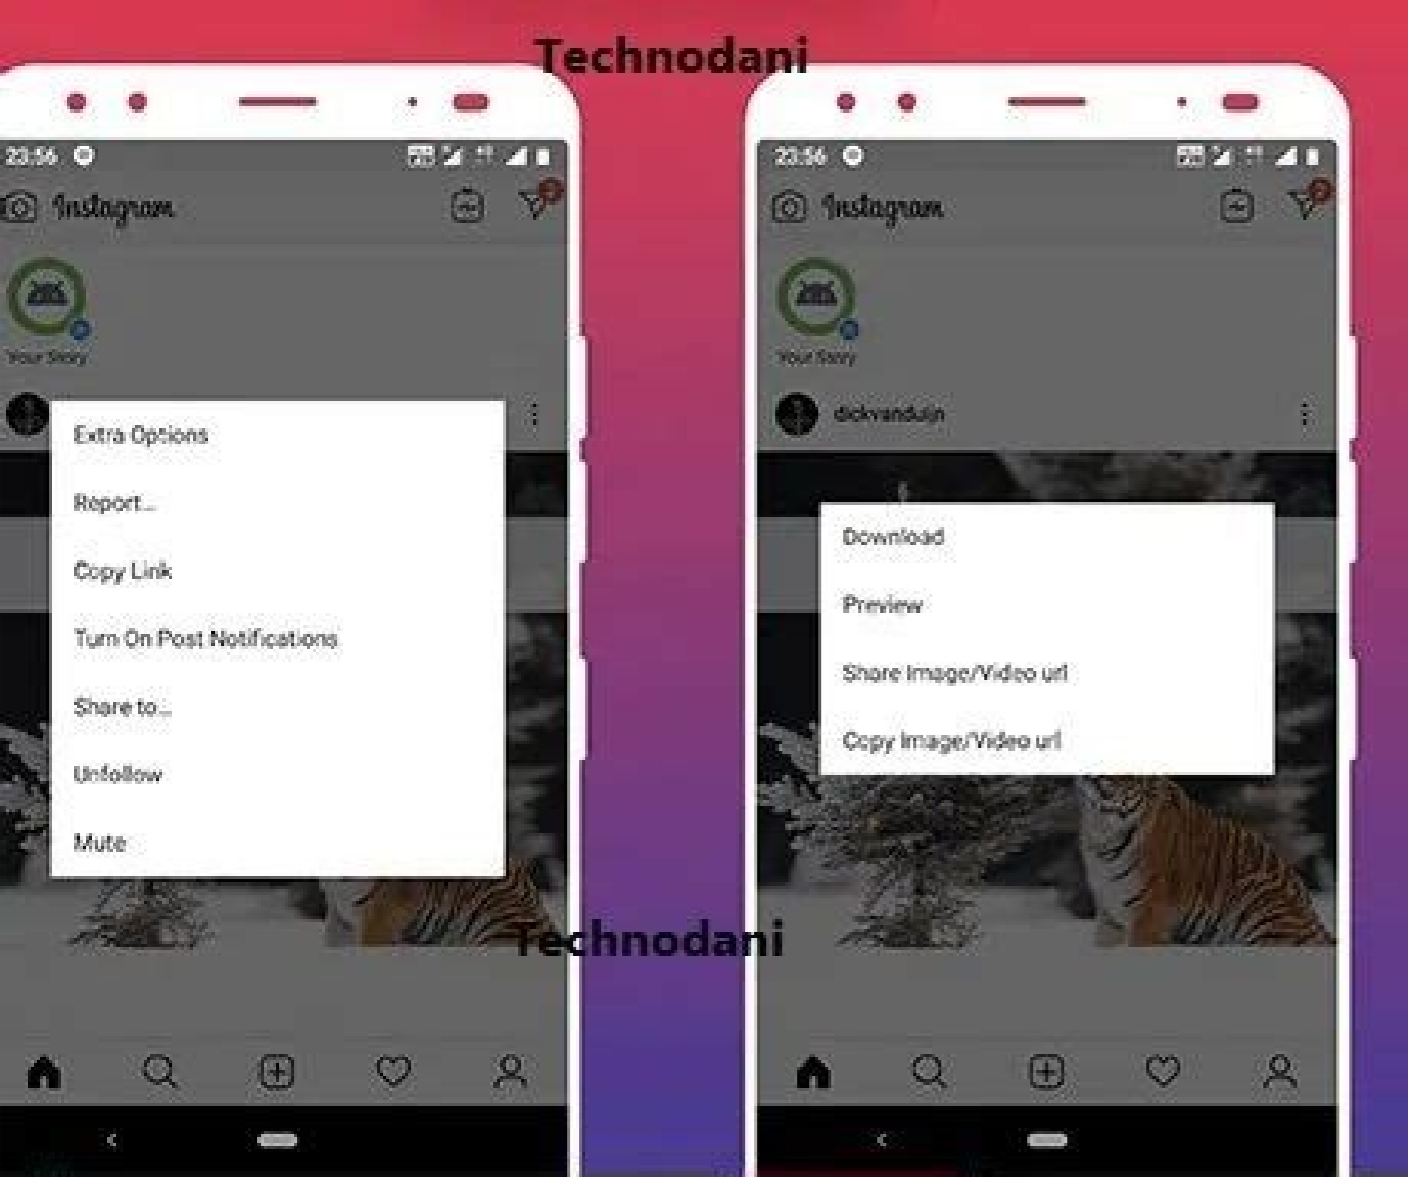 Technodani
23:56
Instagram
Your Story
Extra Options
Report...
Copy Link
Turn On Post Notifications
Share to...
Unfollow
Mute
23:56
Instagram
Your Story
dickvanduijn
Download
Preview
Share Image/Video url
Copy Image/Video url
Technodani